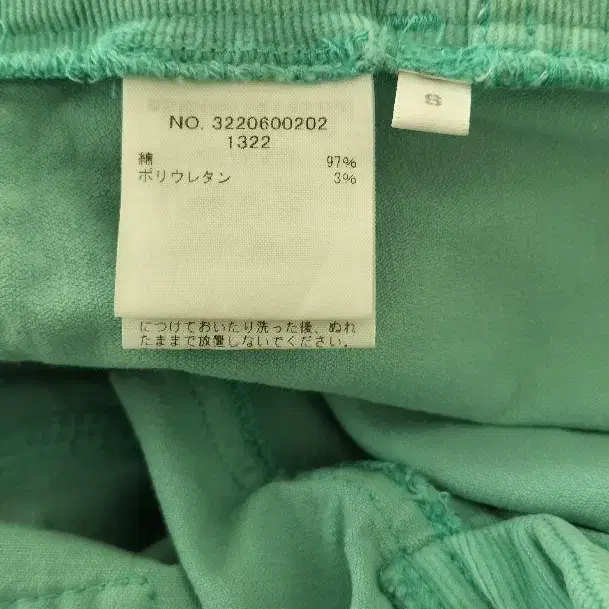 NO. 3220600202
1322
綿 97%
ポリウレタン 3%
につけておいたり洗った後、ぬれ
たままで放置しないでください。
8